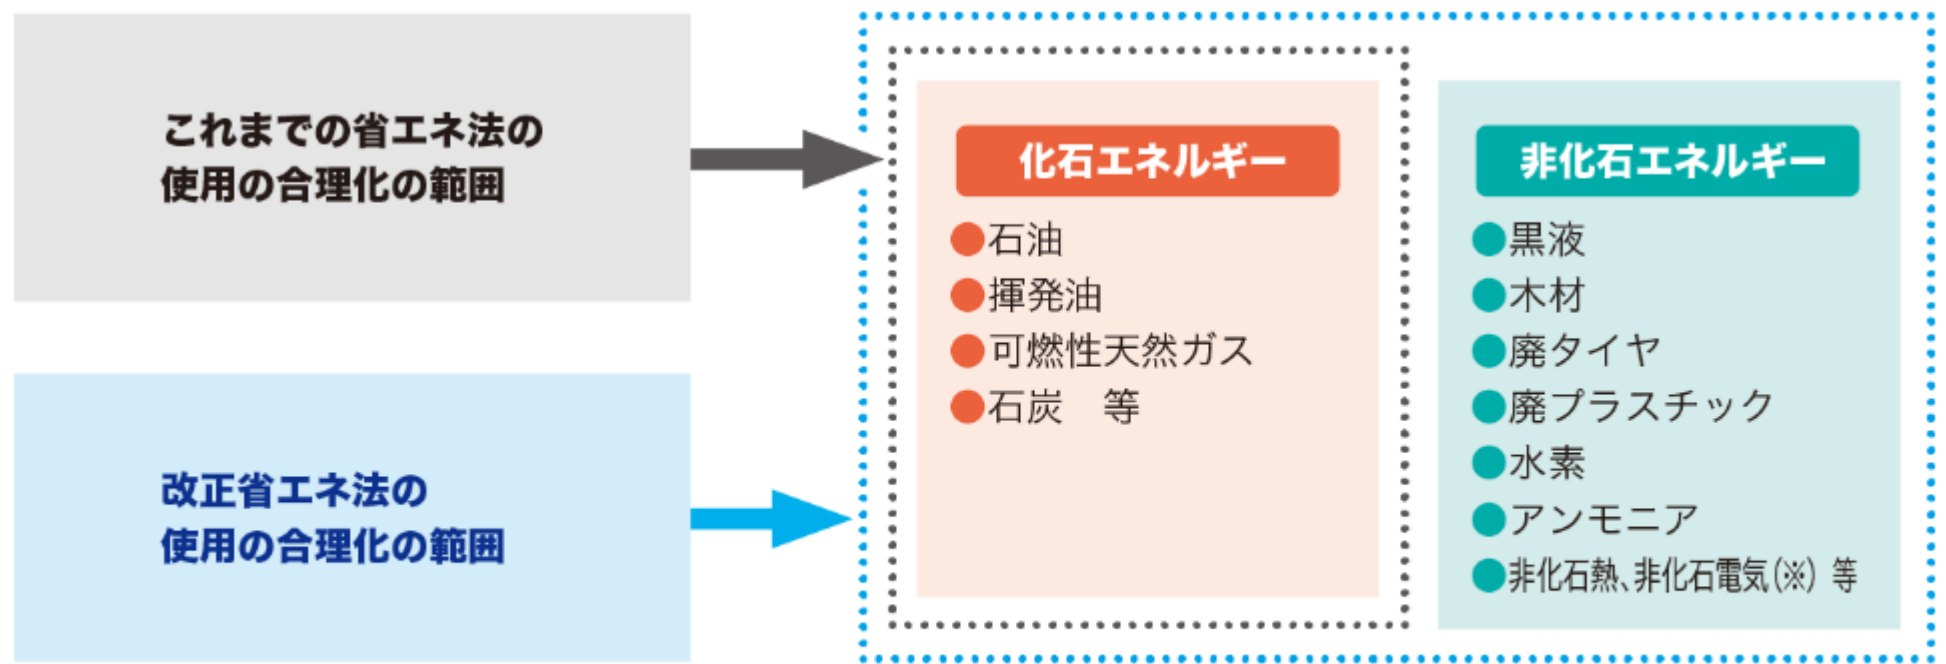 これまでの省エネ法の
使用の合理化の範囲
改正省エネ法の
使用の合理化の範囲
化石エネルギー
●石油
●揮発油
●可燃性天然ガス
●石炭　等
非化石エネルギー
●黒液
●木材
●廃タイヤ
●廃プラスチック
●水素
●アンモニア
●非化石熱、非化石電気(※) 等